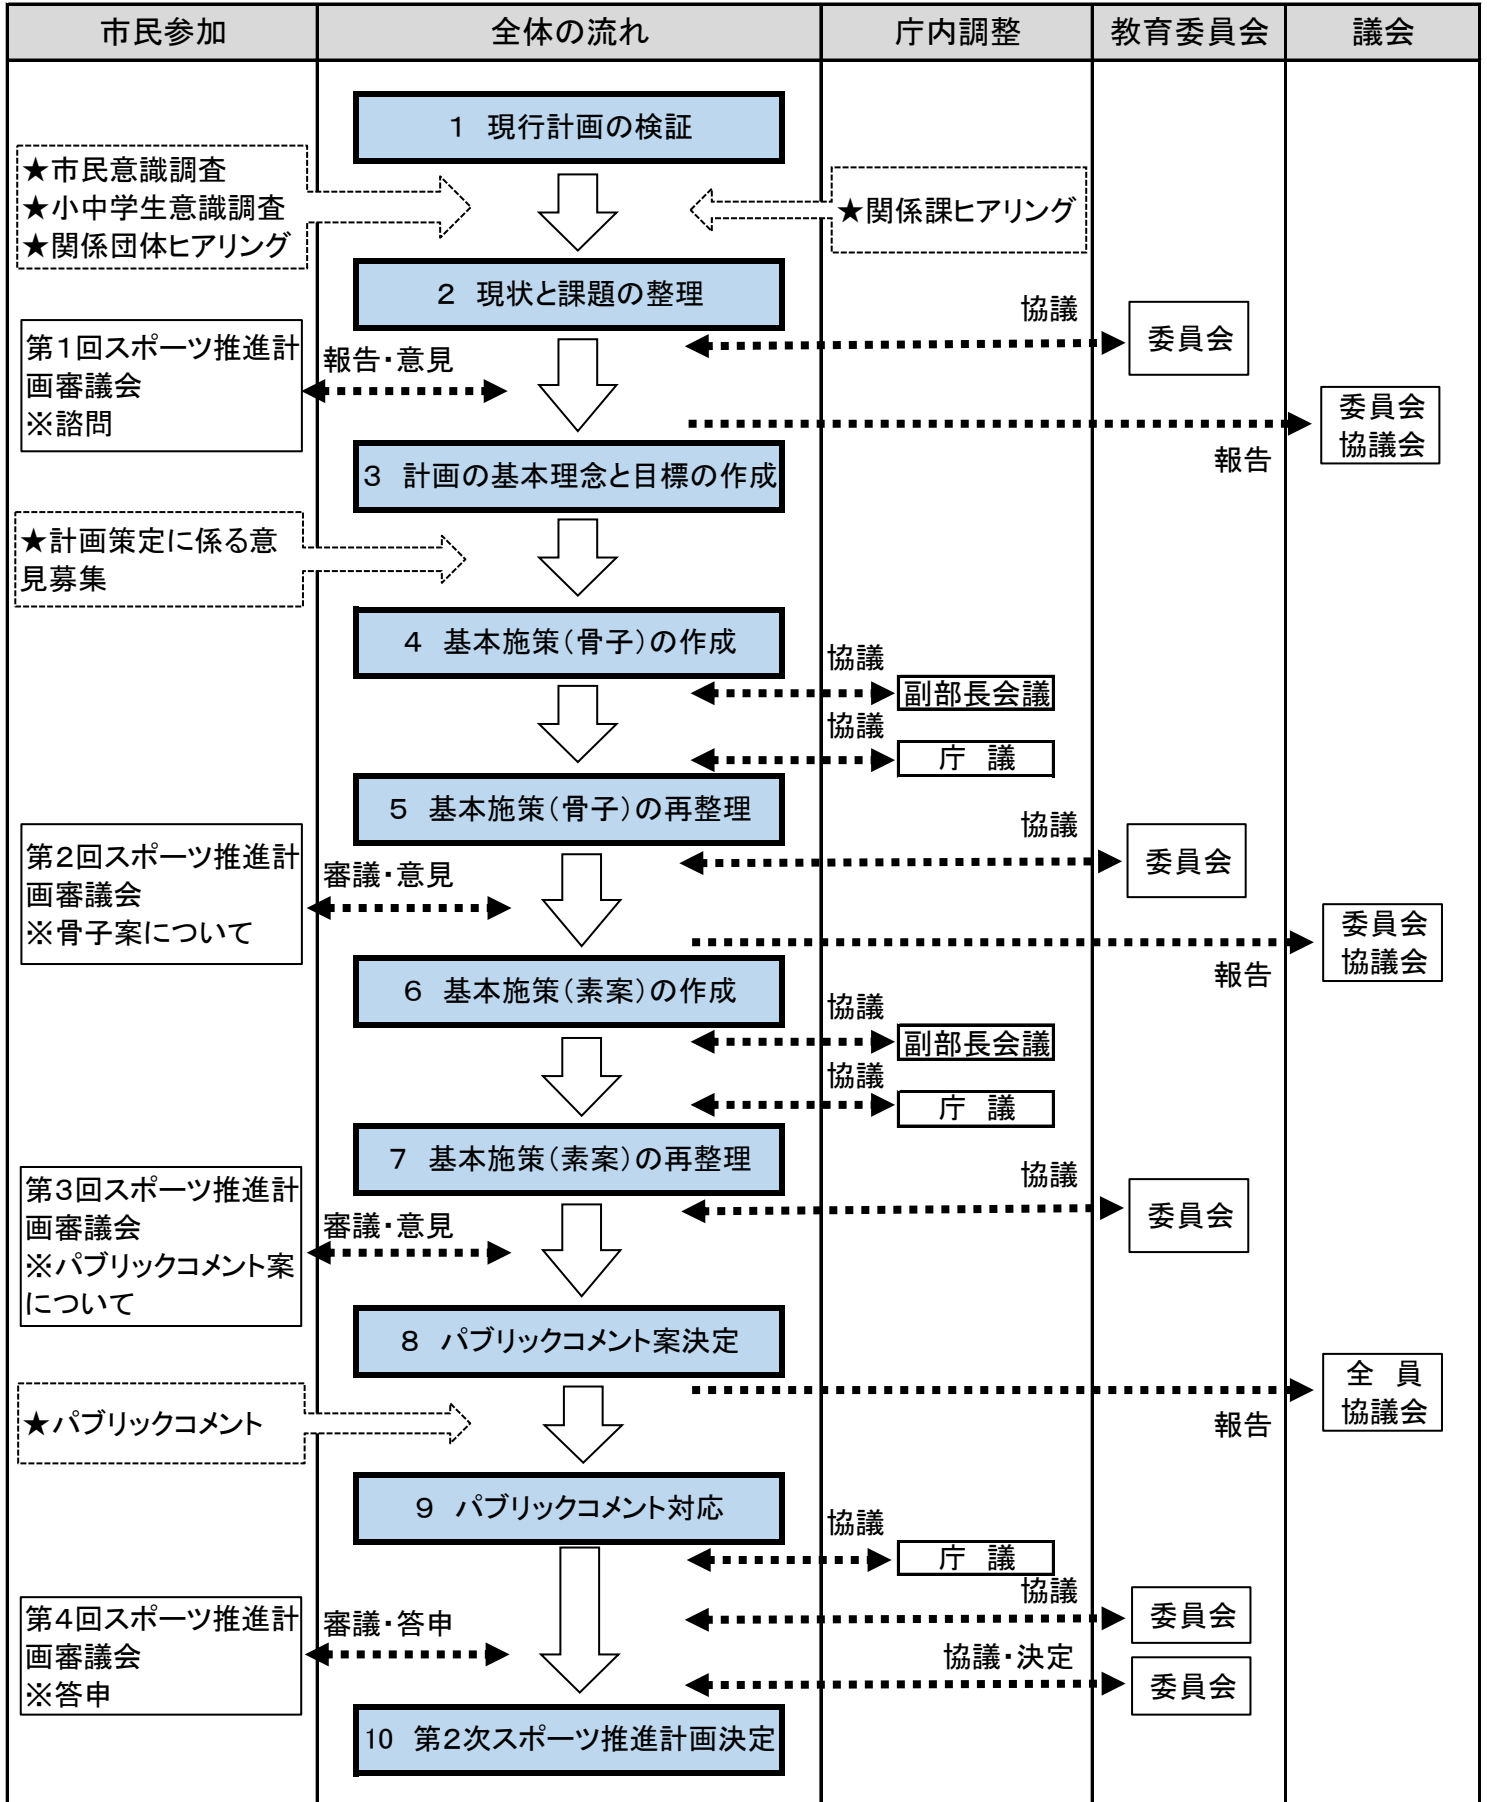 市民参加
全体の流れ
庁内調整
教育委員会
議会
1 現行計画の検証
★市民意識調査
★小中学生意識調査
★関係団体ヒアリング
★関係課ヒアリング
2 現状と課題の整理
協議
委員会
第1回スポーツ推進計
画審議会
※諮問
報告・意見
委員会
協議会
報告
3 計画の基本理念と目標の作成
★計画策定に係る意
見募集
4 基本施策(骨子)の作成
協議
副部長会議
協議
庁 議
5 基本施策(骨子)の再整理
協議
委員会
第2回スポーツ推進計
画審議会
※骨子案について
審議・意見
委員会
協議会
報告
6 基本施策(素案)の作成
協議
副部長会議
協議
庁 議
7 基本施策(素案)の再整理
協議
委員会
第3回スポーツ推進計
画審議会
※パブリックコメント案
について
審議・意見
8 パブリックコメント案決定
全 員
協議会
報告
★パブリックコメント
9 パブリックコメント対応
協議
庁 議
協議
委員会
第4回スポーツ推進計
画審議会
※答申
審議・答申
協議・決定
委員会
10 第2次スポーツ推進計画決定